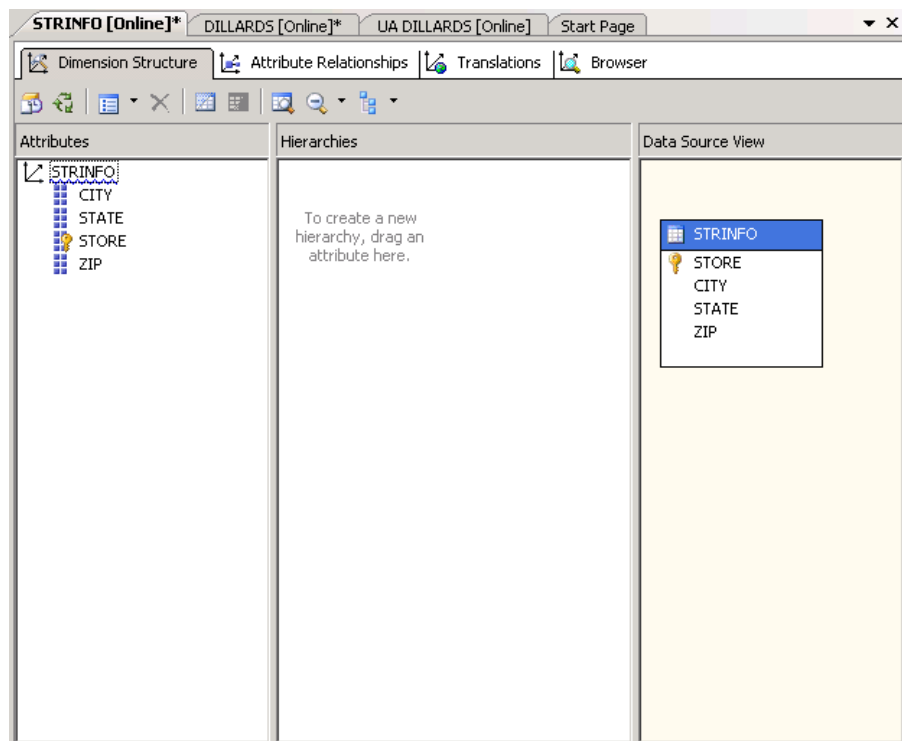 STRINFO [Online]* DILLARDS [Online]* UA DILLARDS [Online] Start Page
Dimension Structure Attribute Relationships Translations Browser
Attributes
STRINFO
CITY
STATE
STORE
ZIP
Hierarchies
To create a new
hierarchy, drag an
attribute here.
Data Source View
STRINFO
STORE
CITY
STATE
ZIP